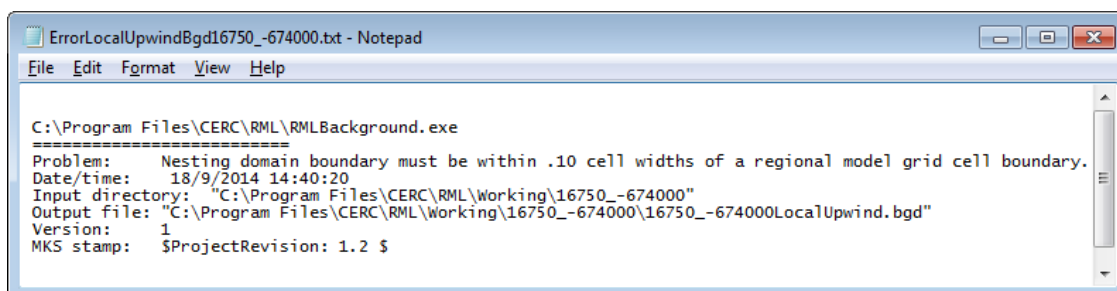 ErrorLocalUpwindBgd16750_-674000.txt - Notepad
File Edit Format View Help
C:\Program Files\CERC\RML\RMLBackground.exe
==========================
Problem: Nesting domain boundary must be within .10 cell widths of a regional model grid cell boundary.
Date/time: 18/9/2014 14:40:20
Input directory: "C:\Program Files\CERC\RML\Working\16750_-674000"
Output file: "C:\Program Files\CERC\RML\Working\16750_-674000\16750_-674000LocalUpwind.bgd"
Version: 1
MKS stamp: $ProjectRevision: 1.2 $